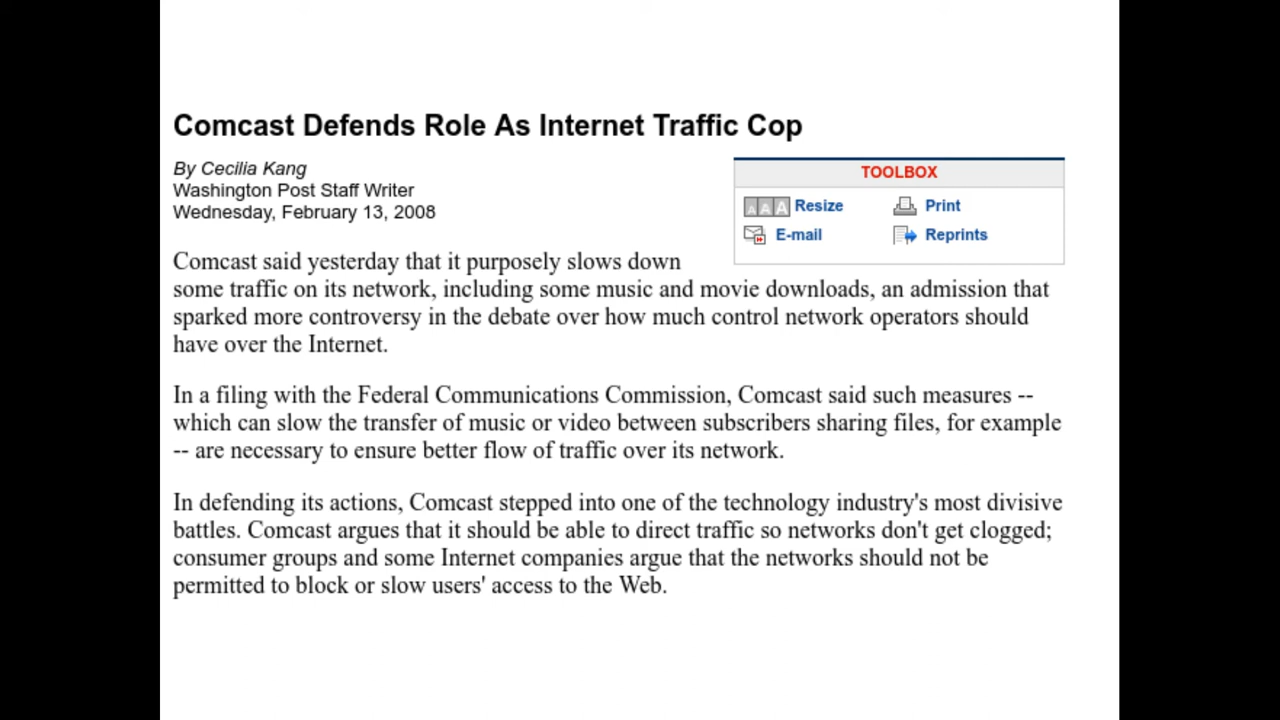 Comcast Defends Role As Internet Traffic Cop
By Cecilia Kang
Washington Post Staff Writer
Wednesday, February 13, 2008
TOOLBOX
AAA Resize Print
E-mail Reprints
Comcast said yesterday that it purposely slows down
some traffic on its network, including some music and movie downloads, an admission that
sparked more controversy in the debate over how much control network operators should
have over the Internet.
In a filing with the Federal Communications Commission, Comcast said such measures --
which can slow the transfer of music or video between subscribers sharing files, for example
-- are necessary to ensure better flow of traffic over its network.
In defending its actions, Comcast stepped into one of the technology industry's most divisive
battles. Comcast argues that it should be able to direct traffic so networks don't get clogged;
consumer groups and some Internet companies argue that the networks should not be
permitted to block or slow users' access to the Web.